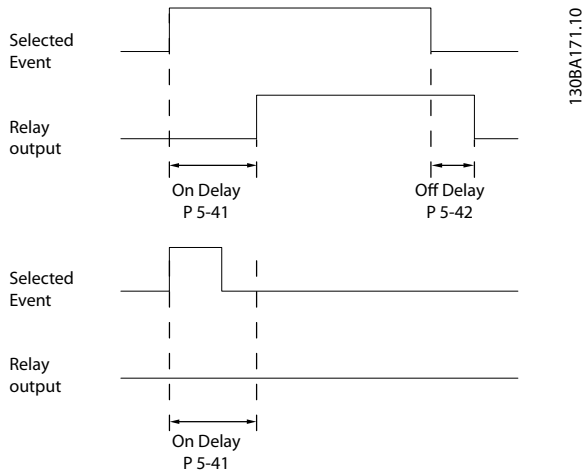 Selected
Event
Relay
output
On Delay
P 5-41
Off Delay
P 5-42
Selected
Event
Relay
output
On Delay
P 5-41
130BA171.10